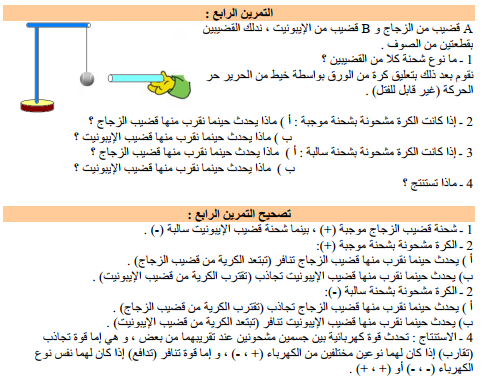 التمرين الرابع :
A قضيب من الزجاج و B قضيب من الإيبونيت ، ندلك القضيبين
بقطعتين من الصوف .
1 - ما نوع شحنة كلا من القضيبين ؟
نقوم بعد ذلك بتعليق كرة من الورق بواسطة خيط من الحرير حر
الحركة (غير قابل للفتل) .
2 - إذا كانت الكرة مشحونة بشحنة موجبة : أ ) ماذا يحدث حينما نقرب منها قضيب الزجاج ؟
ب ) ماذا يحدث حينما نقرب منها قضيب الإيبونيت ؟
3 - إذا كانت الكرة مشحونة بشحنة سالبة : أ ) ماذا يحدث حينما نقرب منها قضيب الزجاج ؟
ب ) ماذا يحدث حينما نقرب منها قضيب الإيبونيت ؟
4 - ماذا تستنتج ؟
تصحيح التمرين الرابع :
1 - شحنة قضيب الزجاج موجبة (+) ، بينما شحنة قضيب الإيبونيت سالبة (-) .
2 - الكرة مشحونة بشحنة موجبة (+):
أ ) يحدث حينما نقرب منها قضيب الزجاج تنافر (تبتعد الكرية من قضيب الزجاج) .
ب) يحدث حينما نقرب منها قضيب الإيبونيت تجاذب (تقترب الكرية من قضيب الإيبونيت) .
2 - الكرة مشحونة بشحنة سالبة (-):
أ ) يحدث حينما نقرب منها قضيب الزجاج تجاذب (تقترب الكرية من قضيب الزجاج) .
ب) يحدث حينما نقرب منها قضيب الإيبونيت تنافر (تبتعد الكرية من قضيب الإيبونيت) .
4 - الاستنتاج : تحدث قوة كهربائية بين جسمين مشحونين عند تقريبهما من بعض ، و هي إما قوة تجاذب
(تقارب) إذا كان لهما نوعين مختلفين من الكهرباء (+ ، -) ، و إما قوة تنافر (تدافع) إذا كان لهما نفس نوع
الكهرباء (- ، -) أو (+ ، +) .